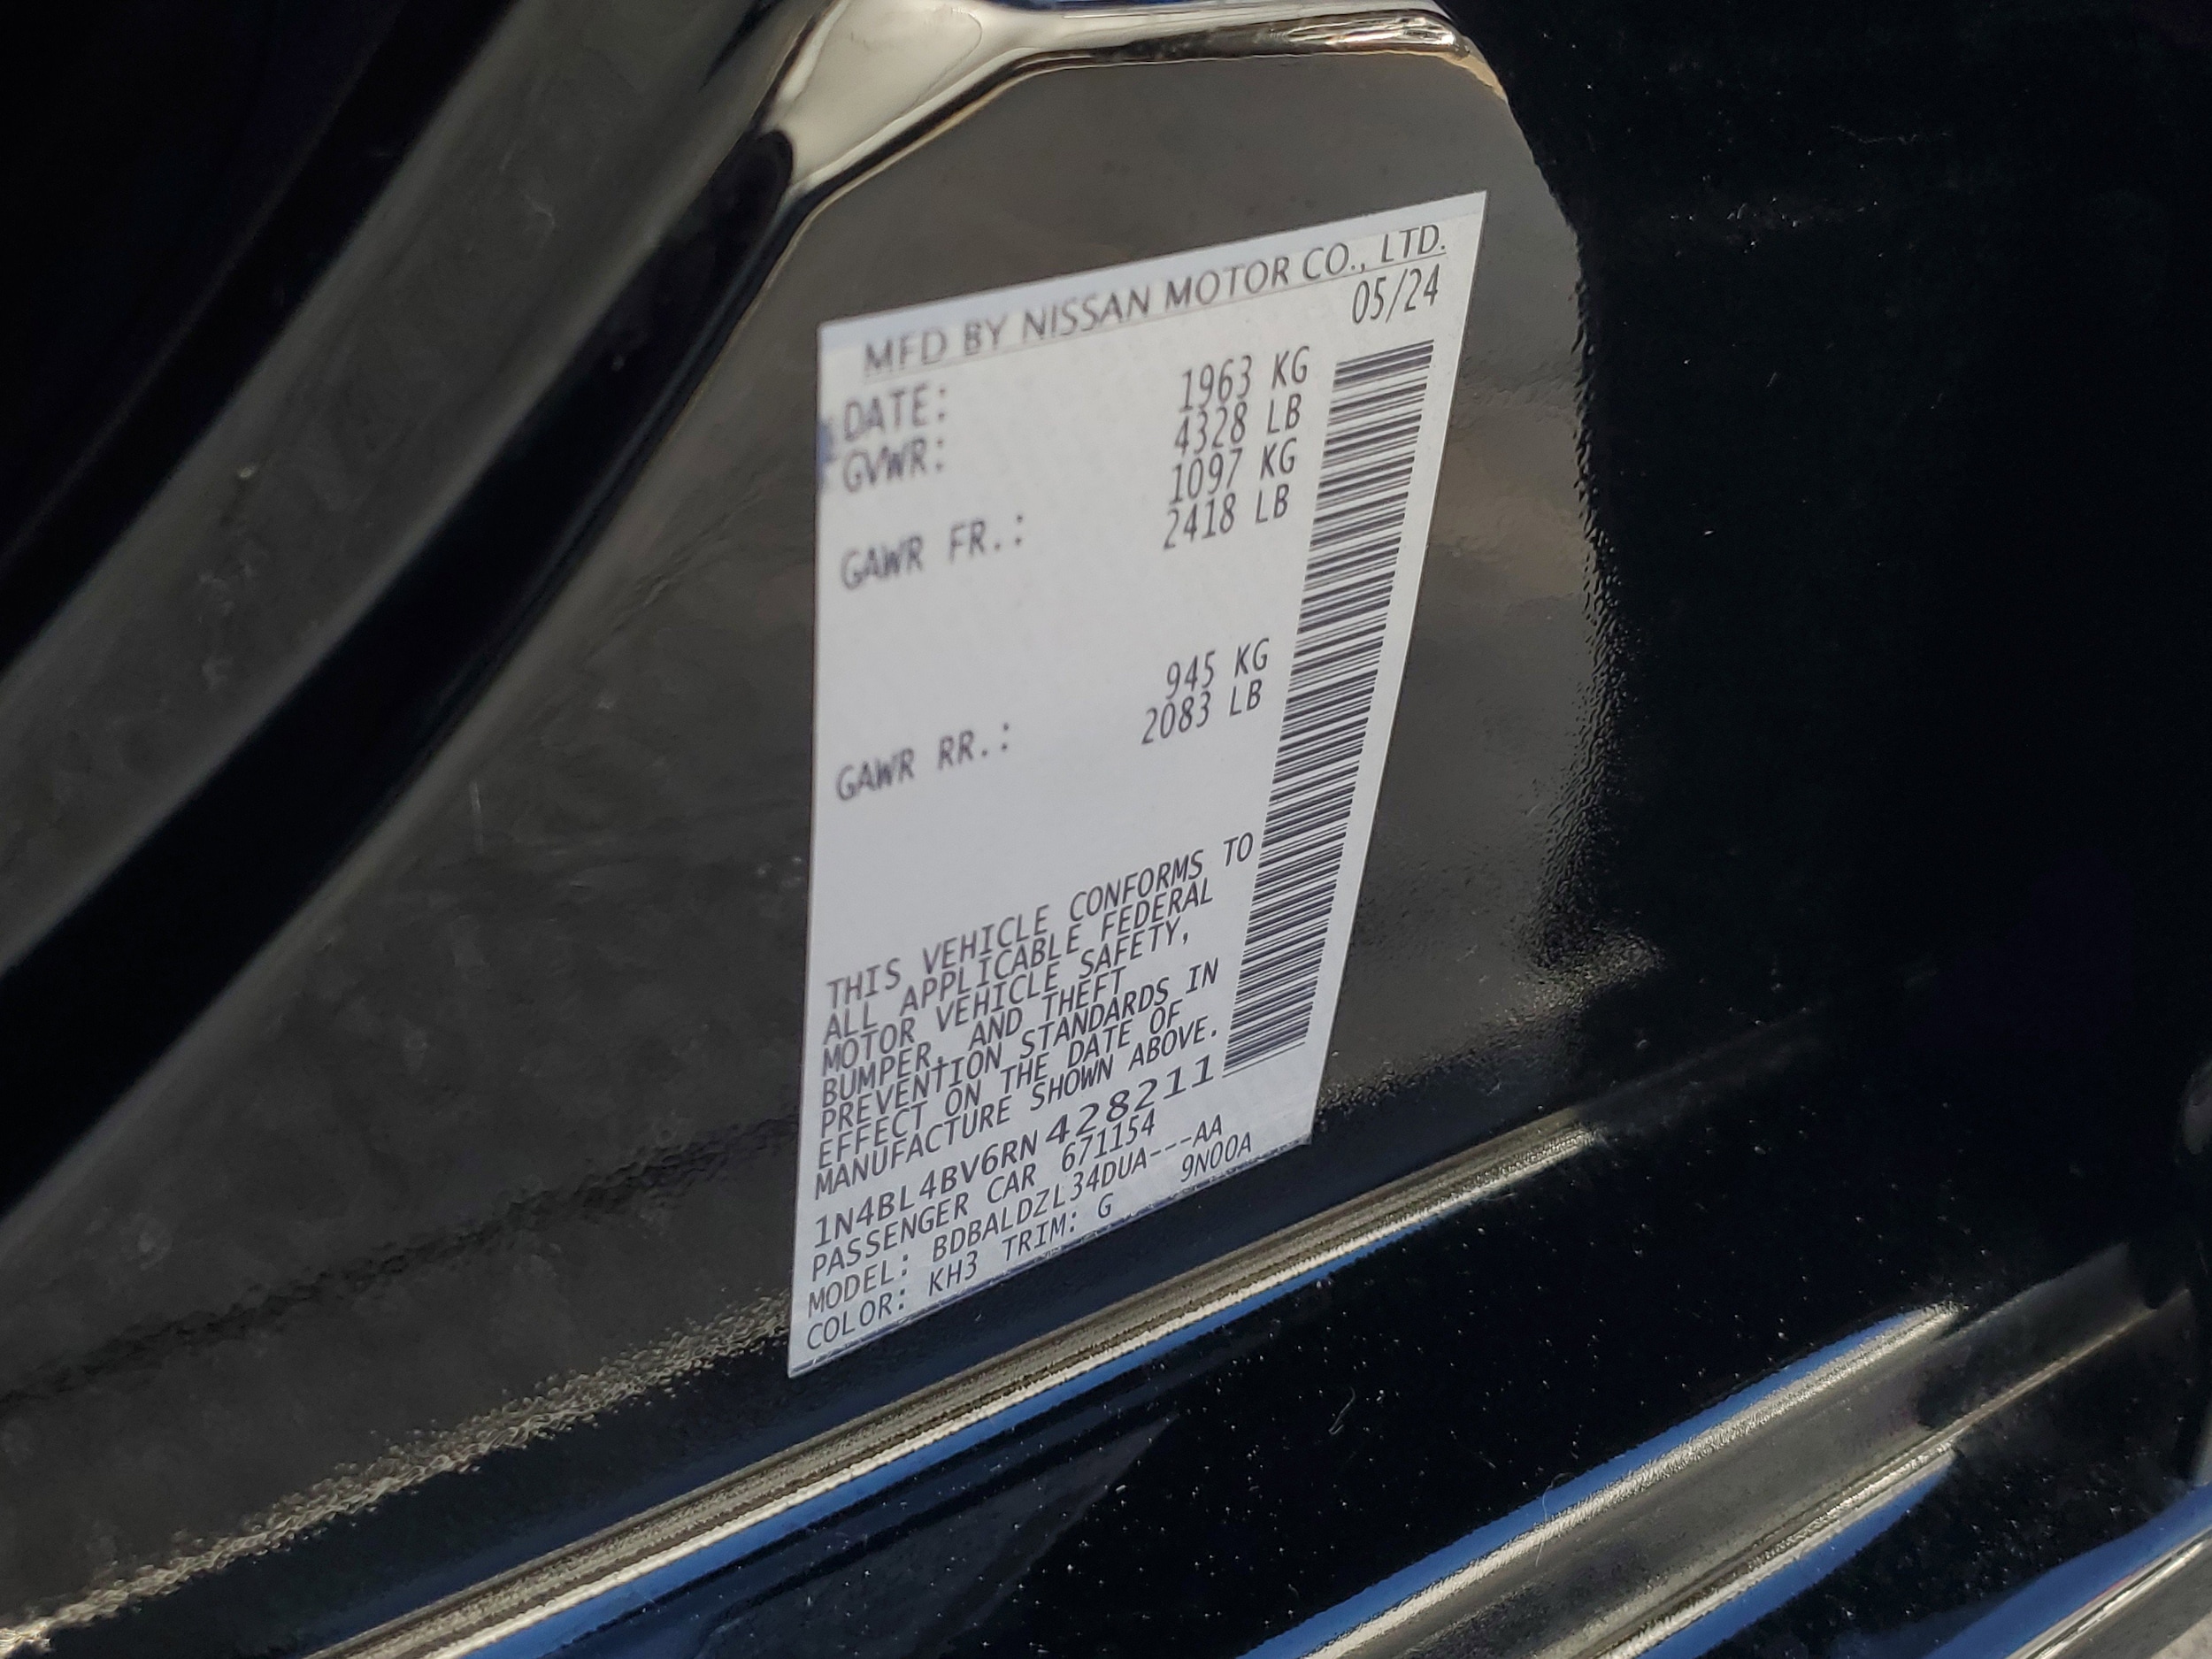 MFD BY NISSAN MOTOR CO., LTD.
DATE: 05/24
GVWR: 1963 KG
4328 LB
GAWR FR.: 1097 KG
2418 LB
GAWR RR.: 945 KG
2083 LB
THIS VEHICLE CONFORMS TO
ALL APPLICABLE FEDERAL
MOTOR VEHICLE SAFETY,
BUMPER, AND THEFT
PREVENTION STANDARDS IN
EFFECT ON THE DATE OF
MANUFACTURE SHOWN ABOVE.
1N4BL4BV6RN428211
PASSENGER CAR 671154
MODEL: BDBALDZL34DUA---AA
COLOR: KH3 TRIM: G 9N00A